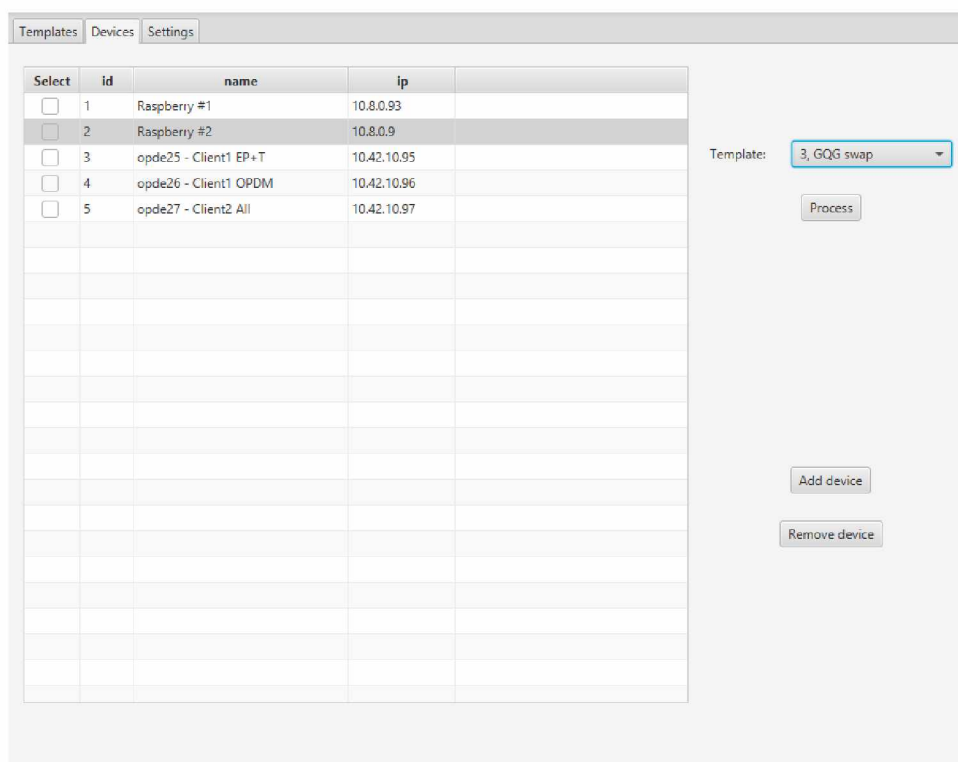 Templates Devices Settings
Select id name ip
1 Raspberry #1 10.8.0.93
2 Raspberry #2 10.8.0.9
3 opde25 - Client1 EP+T 10.42.10.95
4 opde26 - Client1 OPDM 10.42.10.96
5 opde27 - Client2 All 10.42.10.97
Template: 3, GQG swap
Process
Add device
Remove device